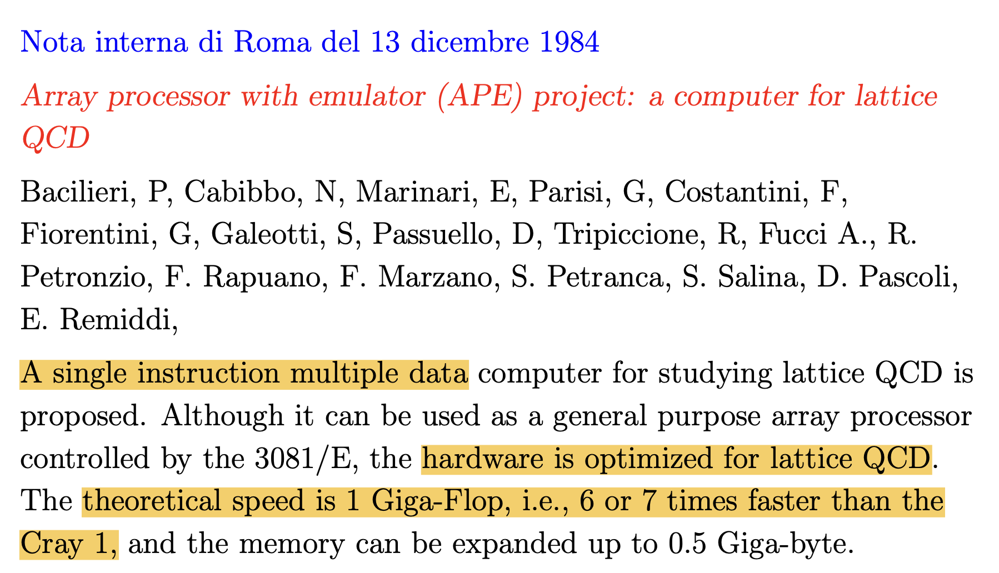 Nota interna di Roma del 13 dicembre 1984
Array processor with emulator (APE) project: a computer for lattice
QCD
Bacilieri, P, Cabibbo, N, Marinari, E, Parisi, G, Costantini, F,
Fiorentini, G, Galeotti, S, Passuello, D, Tripiccione, R, Fucci A., R.
Petronzio, F. Rapuano, F. Marzano, S. Petranca, S. Salina, D. Pascoli,
E. Remiddi,
A single instruction multiple data computer for studying lattice QCD is
proposed. Although it can be used as a general purpose array processor
controlled by the 3081/E, the hardware is optimized for lattice QCD.
The theoretical speed is 1 Giga-Flop, i.e., 6 or 7 times faster than the
Cray 1, and the memory can be expanded up to 0.5 Giga-byte.